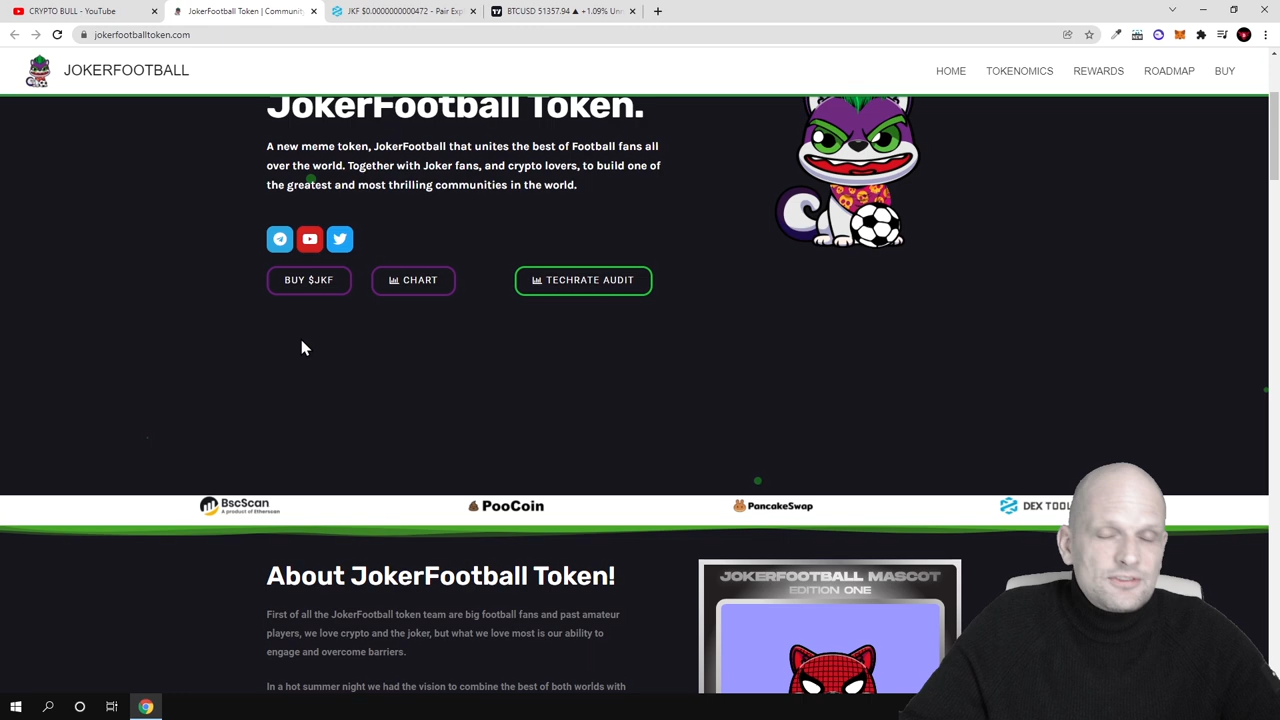 CRYPTO BULL - YouTube
JokerFootball Token | Communit
JKF $0.0000000000472 - Pair Exp
BTCUSD 51357.94 ▲ +1.09% Unn
jokerfootballtoken.com
JOKERFOOTBALL
HOME
TOKENOMICS
REWARDS
ROADMAP
BUY
JokerFootball Token.
A new meme token, JokerFootball that unites the best of Football fans all
over the world. Together with Joker fans, and crypto lovers, to build one of
the greatest and most thrilling communities in the world.
BUY $JKF
CHART
TECHRATE AUDIT
BscScan
A product of Etherscan
PooCoin
PancakeSwap
DEX TOOL
About JokerFootball Token!
First of all the JokerFootball token team are big football fans and past amateur
players, we love crypto and the joker, but what we love most is our ability to
engage and overcome barriers.
In a hot summer night we had the vision to combine the best of both worlds with
JOKERFOOTBALL MASCOT
EDITION ONE